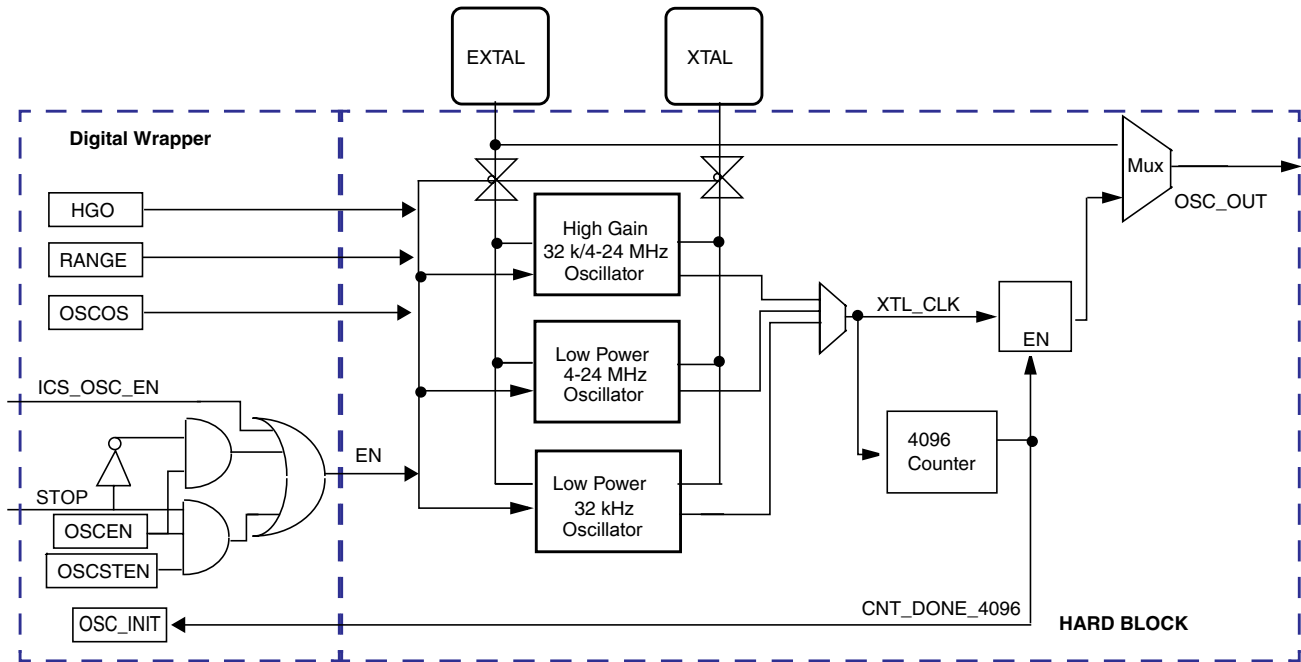 EXTAL
XTAL
Digital Wrapper
Mux
OSC_OUT
HGO
RANGE
OSCOS
High Gain
32 k/4-24 MHz
Oscillator
XTL_CLK
EN
Low Power
4-24 MHz
Oscillator
ICS_OSC_EN
EN
4096
Counter
Low Power
32 kHz
Oscillator
STOP
OSCEN
OSCSTEN
OSC_INIT
CNT_DONE_4096
HARD BLOCK